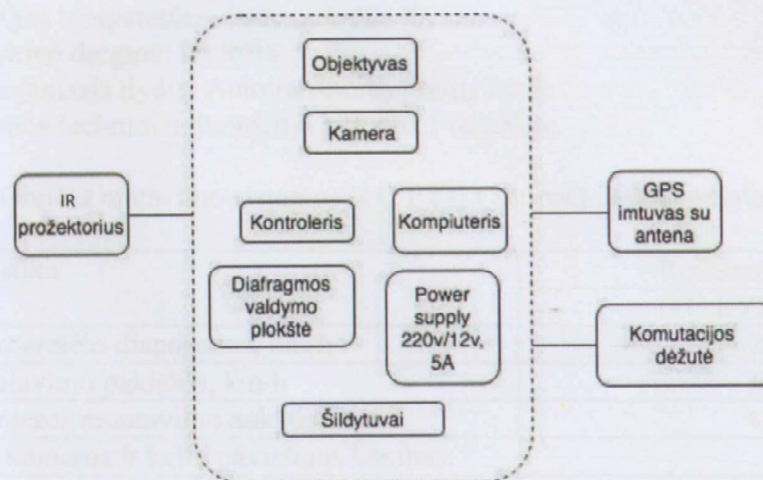 Objektyvas
Kamera
IR
prožektorius
Kontroleris
Kompiuteris
GPS
imtuvas su
antena
Diafragmos
valdymo
plokštė
Power
supply
220v/12v,
5A
Komutacijos
dėžutė
Šildytuvai